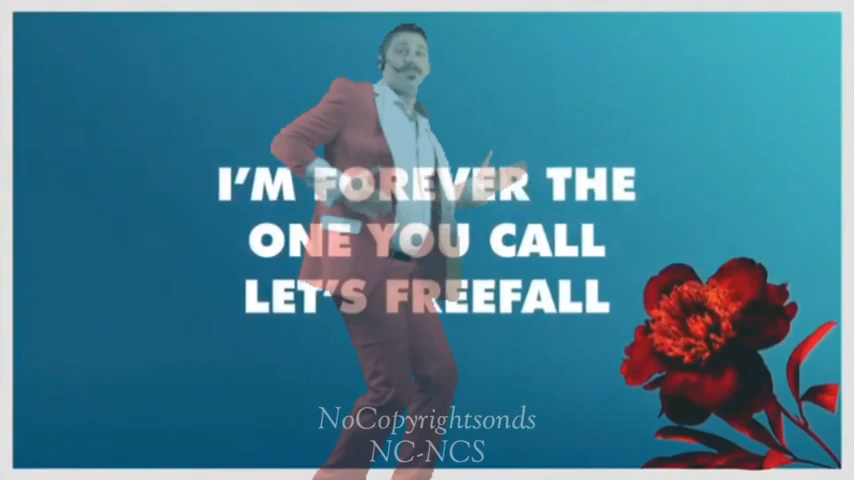 I'M FOREVER THE
ONE YOU CALL
LET'S FREEFALL
NoCopyrightsonds
NC-NCS